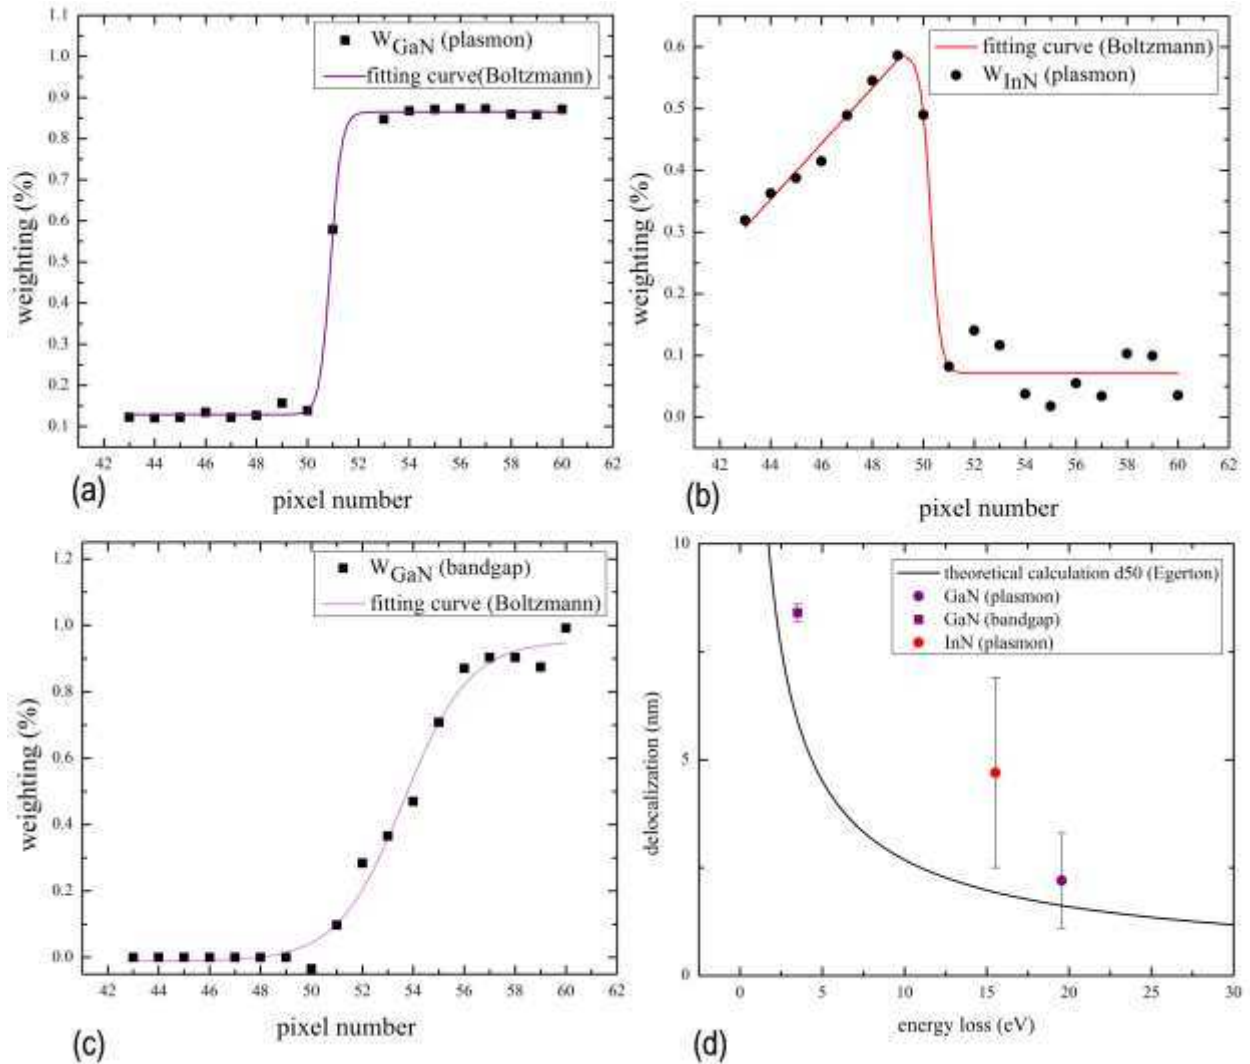 W_GaN (plasmon)
fitting curve(Boltzmann)
1.1
1.0
0.9
0.8
0.7
0.6
0.5
0.4
0.3
0.2
0.1
weighting (%)
42 44 46 48 50 52 54 56 58 60 62
pixel number
(a)
fitting curve (Boltzmann)
W_InN (plasmon)
0.6
0.5
0.4
0.3
0.2
0.1
0.0
weighting (%)
42 44 46 48 50 52 54 56 58 60 62
pixel number
(b)
W_GaN (bandgap)
fitting curve (Boltzmann)
1.2
1.0
0.8
0.6
0.4
0.2
0.0
weighting (%)
42 44 46 48 50 52 54 56 58 60 62
pixel number
(c)
theoretical calculation d50 (Egerton)
GaN (plasmon)
GaN (bandgap)
InN (plasmon)
10
5
0
delocalization (nm)
0 5 10 15 20 25 30
energy loss (eV)
(d)